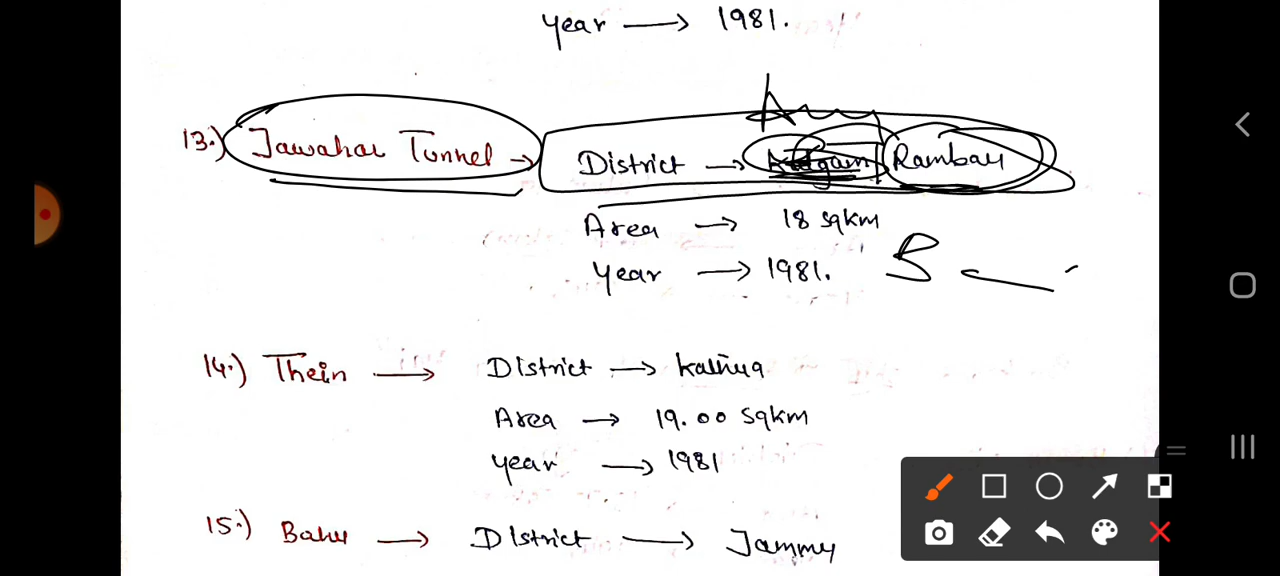 Year → 1981.
13.) Jawahar Tunnel → District → Ramban
Area → 18 sqkm
Year → 1981.
14.) Thein → District → Kathua
Area → 19.00 sqkm
Year → 1981
15.) Bahu → District → Jammu